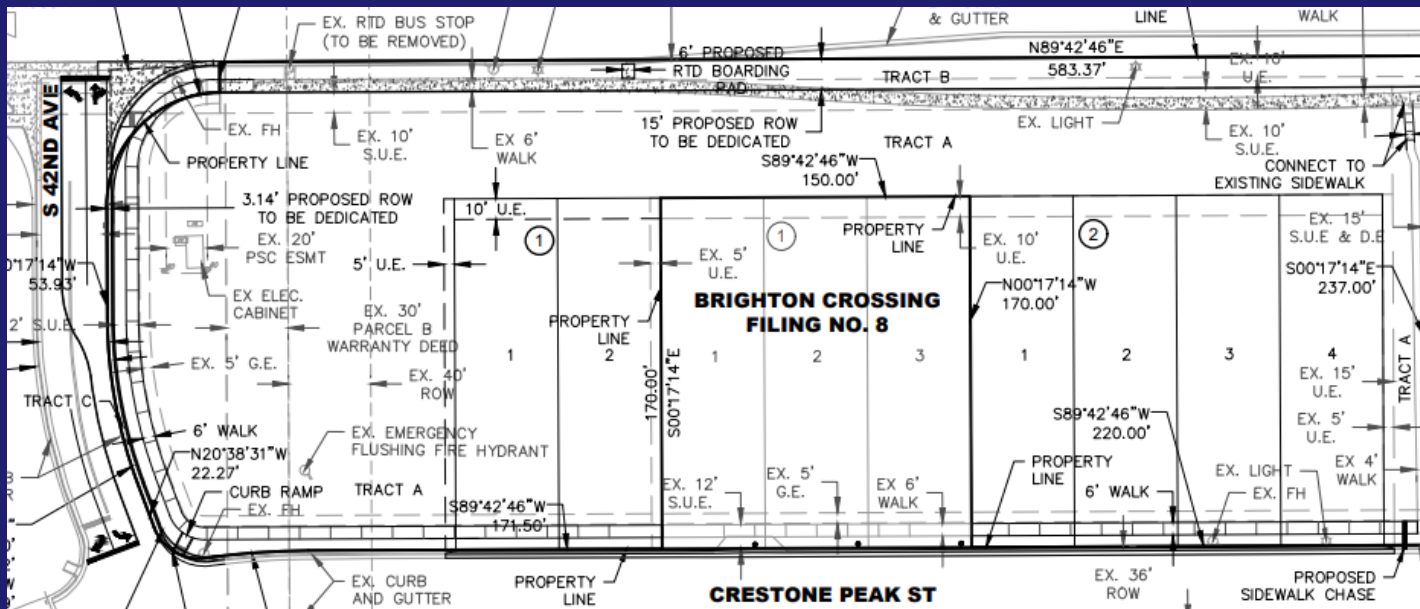 EX. RTD BUS STOP
(TO BE REMOVED)
& GUTTER
LINE
WALK
6' PROPOSED
RTD BOARDING
PAD
N89°42'46"E
583.37'
TRACT B
EX. 10'
U.E.
S 42ND AVE
EX. FH
EX. 10'
S.U.E.
EX 6'
WALK
15' PROPOSED ROW
TO BE DEDICATED
TRACT A
EX. LIGHT
EX. 10'
S.U.E.
PROPERTY LINE
S89°42'46"W
150.00'
CONNECT TO
EXISTING SIDEWALK
3.14' PROPOSED ROW
TO BE DEDICATED
10' U.E.
1
1
PROPERTY
LINE
2
EX. 15'
S.U.E & D.E
EX. 20'
PSC ESMT
5' U.E.
EX. 5'
U.E.
EX. 10'
U.E.
0°17'14"W
53.93'
S00°17'14"E
237.00'
EX ELEC.
CABINET
N00°17'14"W
170.00'
BRIGHTON CROSSING
FILING NO. 8
2' S.U.E.
EX. 30'
PARCEL B
WARRANTY DEED
PROPERTY
LINE
1
2
1
2
3
1
2
3
4
EX. 5' G.E.
EX. 40'
ROW
170.00'
S00°17'14"E
EX. 15'
U.E.
TRACT A
TRACT C
6' WALK
S89°42'46"W
220.00'
EX. 5'
U.E.
N20°38'31"W
22.27'
EX. EMERGENCY
FLUSHING FIRE HYDRANT
PROPERTY
LINE
EX. LIGHT
EX 4'
WALK
CURB RAMP
EX. FH
TRACT A
S89°42'46"W
171.50'
EX. 12'
S.U.E.
EX. 5'
G.E.
EX 6'
WALK
6' WALK
EX. FH
EX. CURB
AND GUTTER
PROPERTY
LINE
CRESTONE PEAK ST
EX. 36'
ROW
PROPOSED
SIDEWALK CHASE